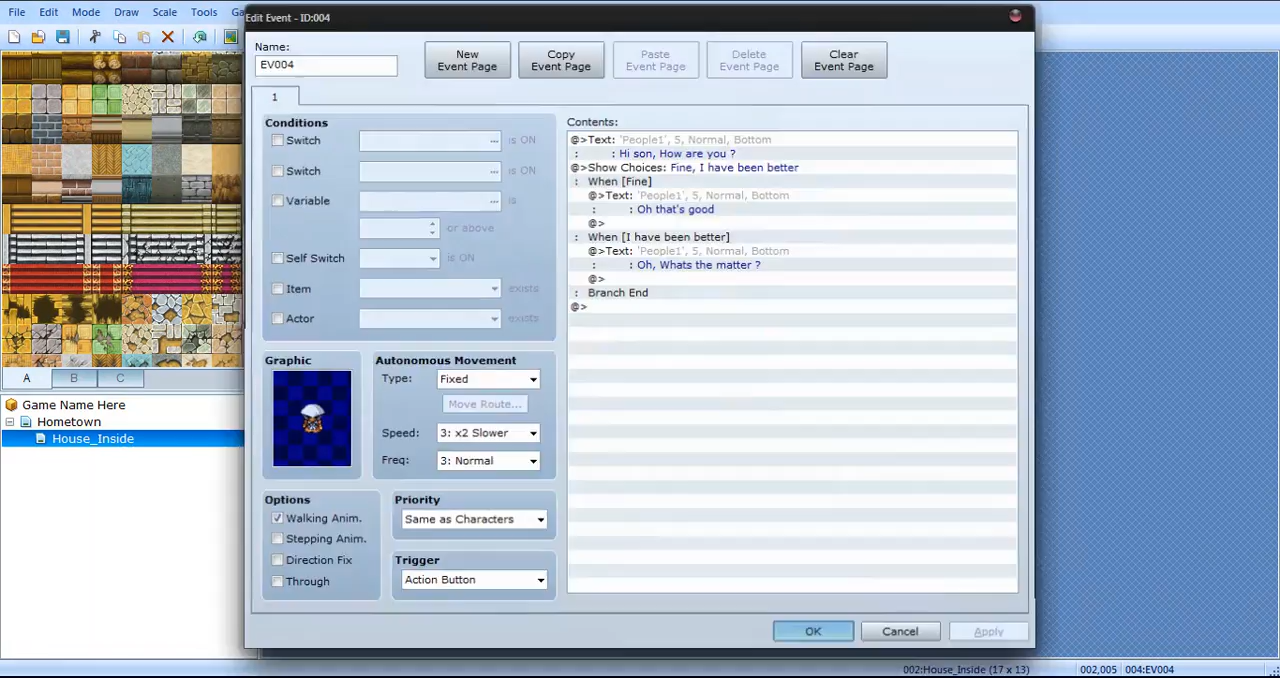 File Edit Mode Draw Scale Tools Ga
Edit Event - ID:004
Name:
EV004
New Event Page
Copy Event Page
Paste Event Page
Delete Event Page
Clear Event Page
1
Conditions
Switch ... is ON
Switch ... is ON
Variable ... is
or above
Self Switch is ON
Item exists
Actor exists
Graphic
Autonomous Movement
Type: Fixed
Move Route...
Speed: 3: x2 Slower
Freq: 3: Normal
Options
Walking Anim.
Stepping Anim.
Direction Fix
Through
Priority
Same as Characters
Trigger
Action Button
Contents:
@>Text: 'People1', 5, Normal, Bottom
: : Hi son, How are you ?
@>Show Choices: Fine, I have been better
: When [Fine]
@>Text: 'People1', 5, Normal, Bottom
: : Oh that's good
@>
: When [I have been better]
@>Text: 'People1', 5, Normal, Bottom
: : Oh, Whats the matter ?
@>
: Branch End
@>
OK Cancel Apply
A B C
Game Name Here
Hometown
House_Inside
002:House_Inside (17 x 13) 002,005 004:EV004